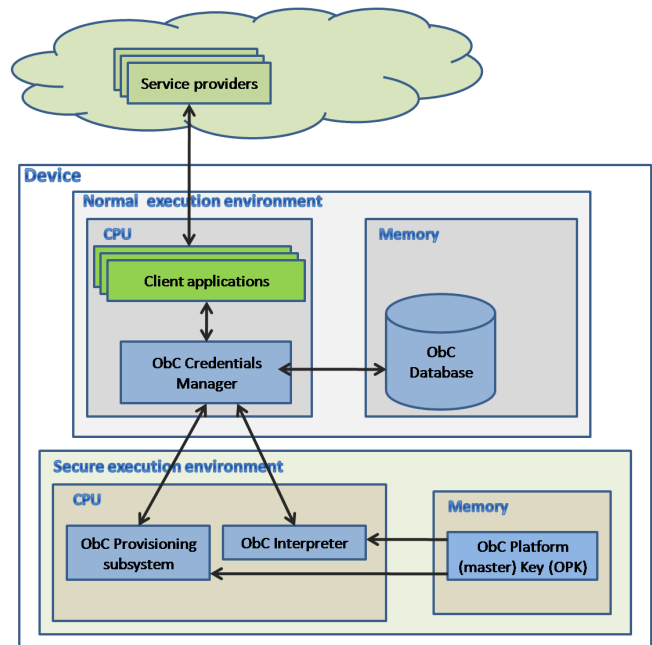 Service providers
Device
Normal execution environment
CPU
Memory
Client applications
ObC Credentials
Manager
ObC
Database
Secure execution environment
CPU
Memory
ObC Provisioning
subsystem
ObC Interpreter
ObC Platform
(master) Key (OPK)